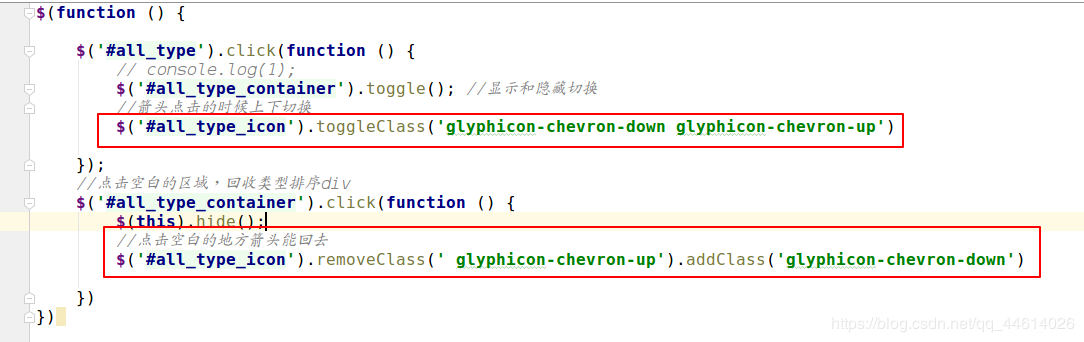 $(function () {
$('#all_type').click(function () {
// console.log(1);
$('#all_type_container').toggle(); //显示和隐藏切换
//箭头点击的时候上下切换
$('#all_type_icon').toggleClass('glyphicon-chevron-down glyphicon-chevron-up')
});
//点击空白的区域，回收类型排序div
$('#all_type_container').click(function () {
$(this).hide();
//点击空白的地方箭头能回去
$('#all_type_icon').removeClass(' glyphicon-chevron-up').addClass('glyphicon-chevron-down')
})
})
https://blog.csdn.net/qq_44614026